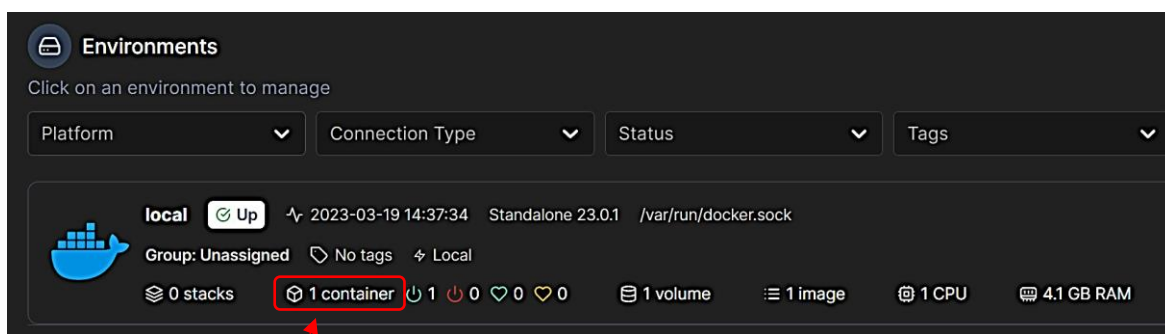 Environments
Click on an environment to manage
Platform Connection Type Status Tags
local Up 2023-03-19 14:37:34 Standalone 23.0.1 /var/run/docker.sock
Group: Unassigned No tags Local
0 stacks 1 container 1 0 0 0 1 volume 1 image 1 CPU 4.1 GB RAM